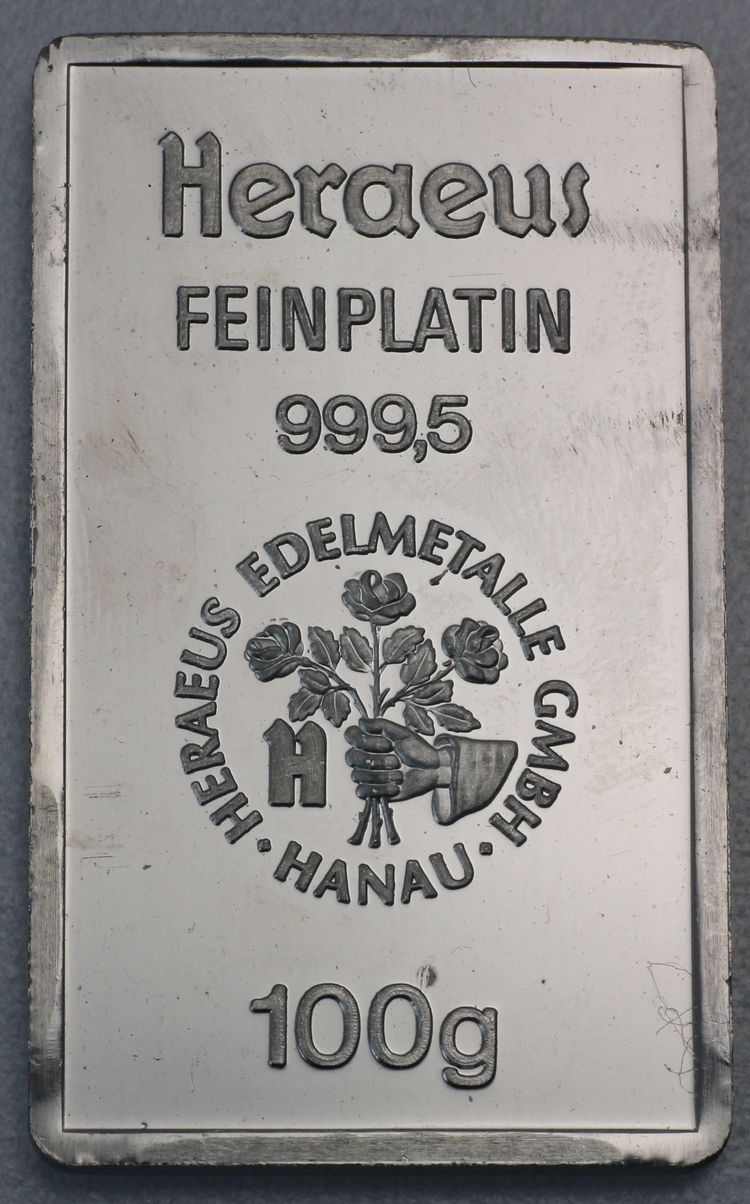 Heraeus
FEINPLATIN
999,5
HERAEUS EDELMETALLE GMBH
H
· HANAU ·
100g